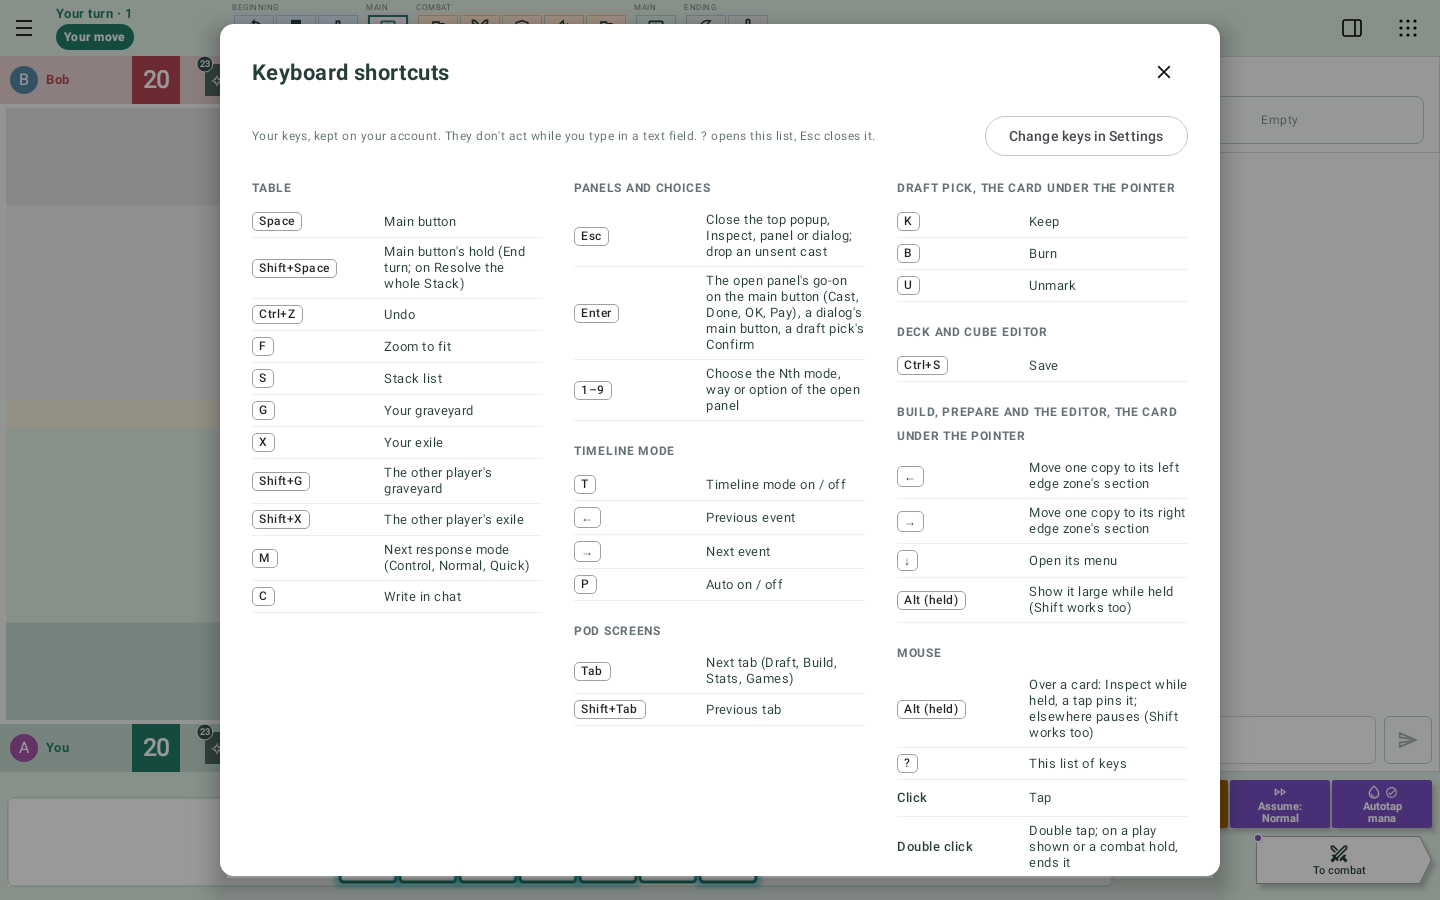 Your turn · 1
Your move
BEGINNING
MAIN
COMBAT
MAIN
ENDING
B
Bob
20
23
Empty
Keyboard shortcuts
Your keys, kept on your account. They don't act while you type in a text field. ? opens this list, Esc closes it.
Change keys in Settings
TABLE
Space
Main button
Shift+Space
Main button's hold (End
turn; on Resolve the
whole Stack)
Ctrl+Z
Undo
F
Zoom to fit
S
Stack list
G
Your graveyard
X
Your exile
Shift+G
The other player's
graveyard
Shift+X
The other player's exile
M
Next response mode
(Control, Normal, Quick)
C
Write in chat
PANELS AND CHOICES
Esc
Close the top popup,
Inspect, panel or dialog;
drop an unsent cast
Enter
The open panel's go-on
on the main button (Cast,
Done, OK, Pay), a dialog's
main button, a draft pick's
Confirm
1–9
Choose the Nth mode,
way or option of the open
panel
TIMELINE MODE
T
Timeline mode on / off
←
Previous event
→
Next event
P
Auto on / off
POD SCREENS
Tab
Next tab (Draft, Build,
Stats, Games)
Shift+Tab
Previous tab
DRAFT PICK, THE CARD UNDER THE POINTER
K
Keep
B
Burn
U
Unmark
DECK AND CUBE EDITOR
Ctrl+S
Save
BUILD, PREPARE AND THE EDITOR, THE CARD
UNDER THE POINTER
←
Move one copy to its left
edge zone's section
→
Move one copy to its right
edge zone's section
↓
Open its menu
Alt (held)
Show it large while held
(Shift works too)
MOUSE
Alt (held)
Over a card: Inspect while
held, a tap pins it;
elsewhere pauses (Shift
works too)
?
This list of keys
Click
Tap
Double click
Double tap; on a play
shown or a combat hold,
ends it
A
You
20
23
Assume:
Normal
Autotap
mana
To combat